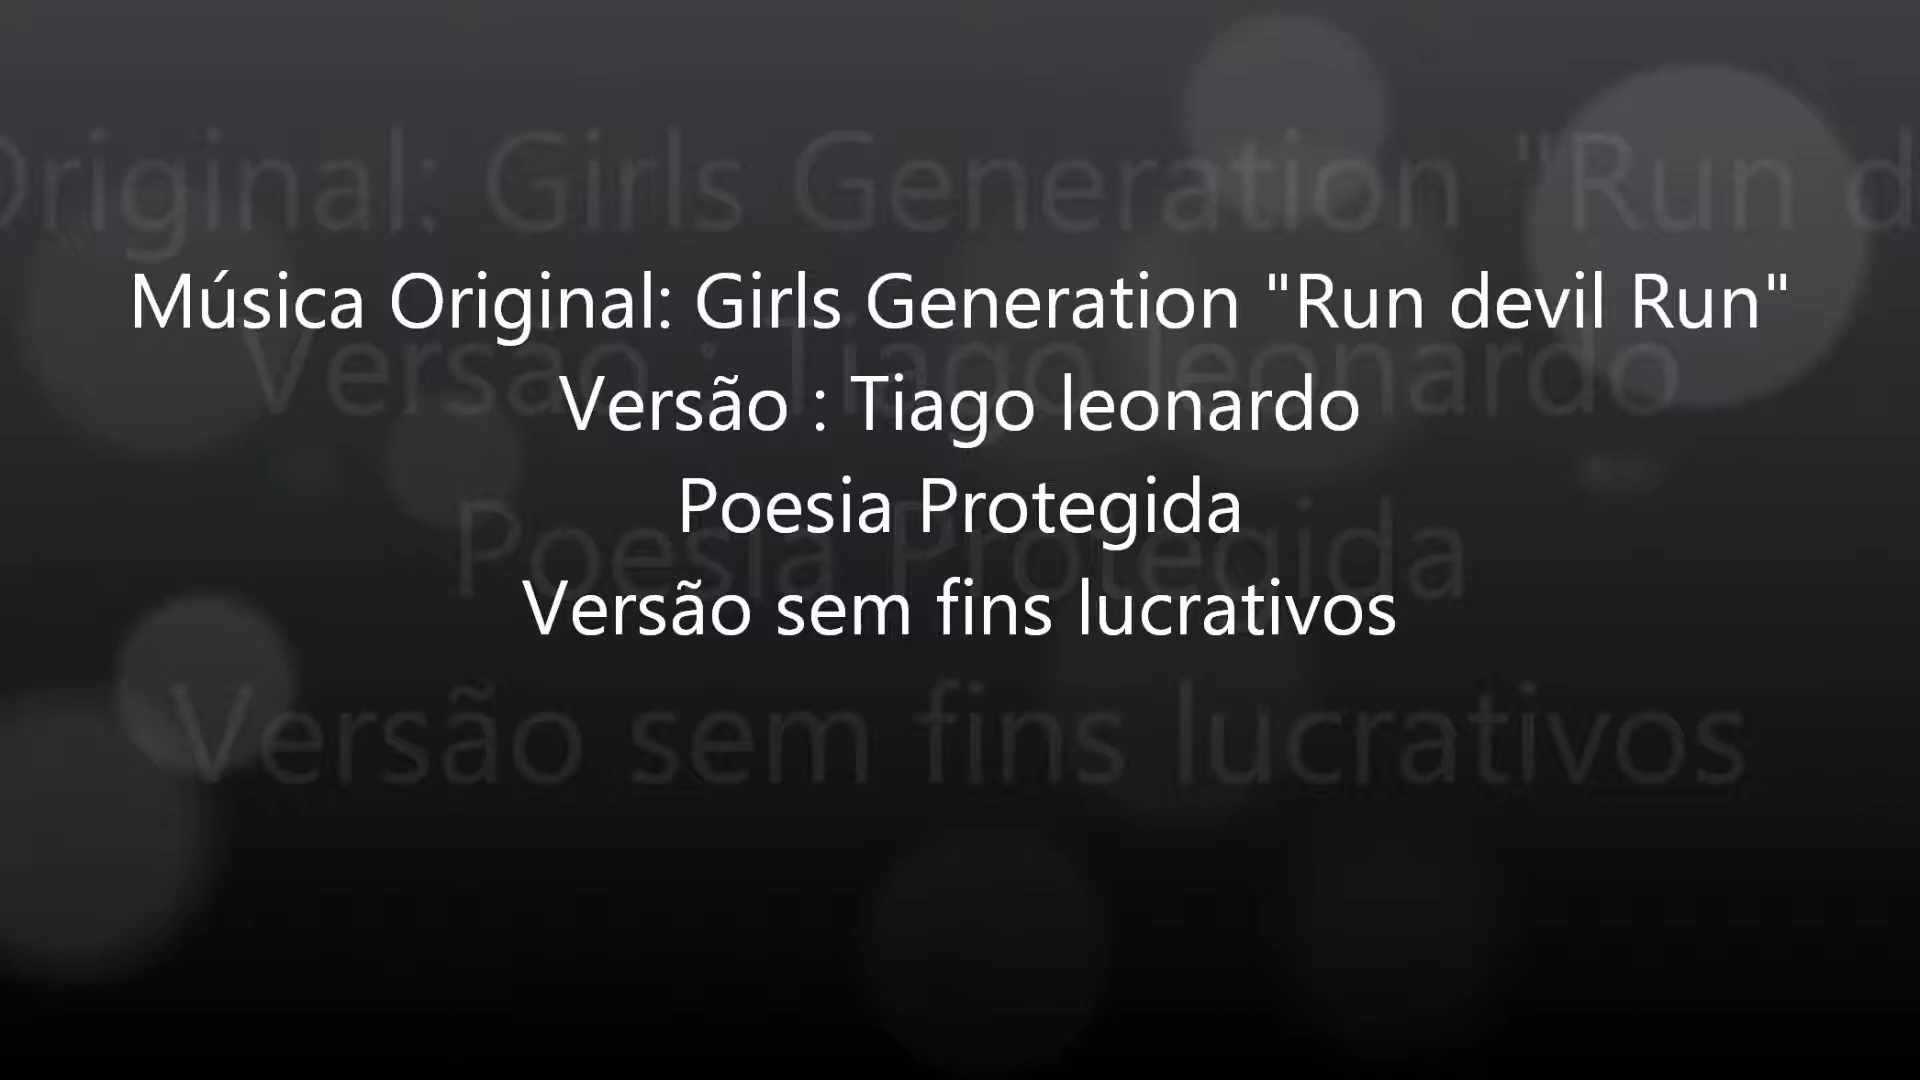 Música Original: Girls Generation "Run devil Run"
Versão : Tiago leonardo
Poesia Protegida
Versão sem fins lucrativos